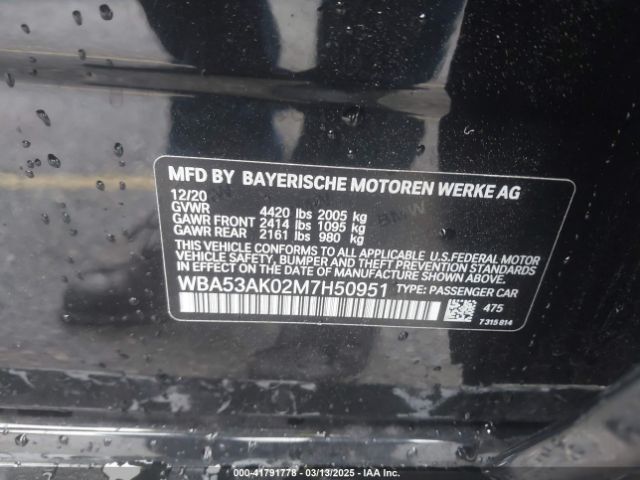 MFD BY BAYERISCHE MOTOREN WERKE AG
12/20
GVWR 4420 lbs 2005 kg
GAWR FRONT 2414 lbs 1095 kg
GAWR REAR 2161 lbs 980 kg
THIS VEHICLE CONFORMS TO ALL APPLICABLE U.S.FEDERAL MOTOR
VEHICLE SAFETY, BUMPER AND THEFT PREVENTION STANDARDS
IN EFFECT ON THE DATE OF MANUFACTURE SHOWN ABOVE.
WBA53AK02M7H50951 TYPE: PASSENGER CAR
475
7 315 814
000-41791778 - 03/13/2025 - IAA Corp.